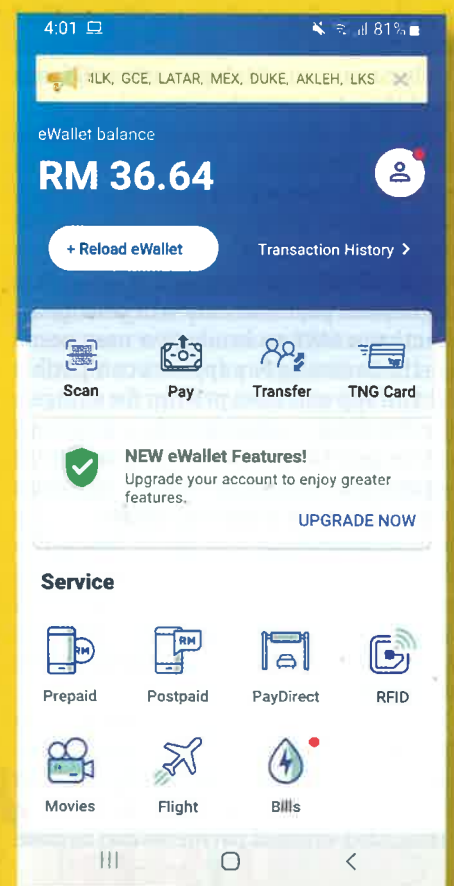 4:01 81%
GCE, LATAR, MEX, DUKE, AKLEH, LKS
eWallet balance
RM 36.64
+ Reload eWallet Transaction History >
Scan Pay Transfer TNG Card
NEW eWallet Features!
Upgrade your account to enjoy greater
features.
UPGRADE NOW
Service
RM RM
Prepaid Postpaid PayDirect RFID
Movies Flight Bills